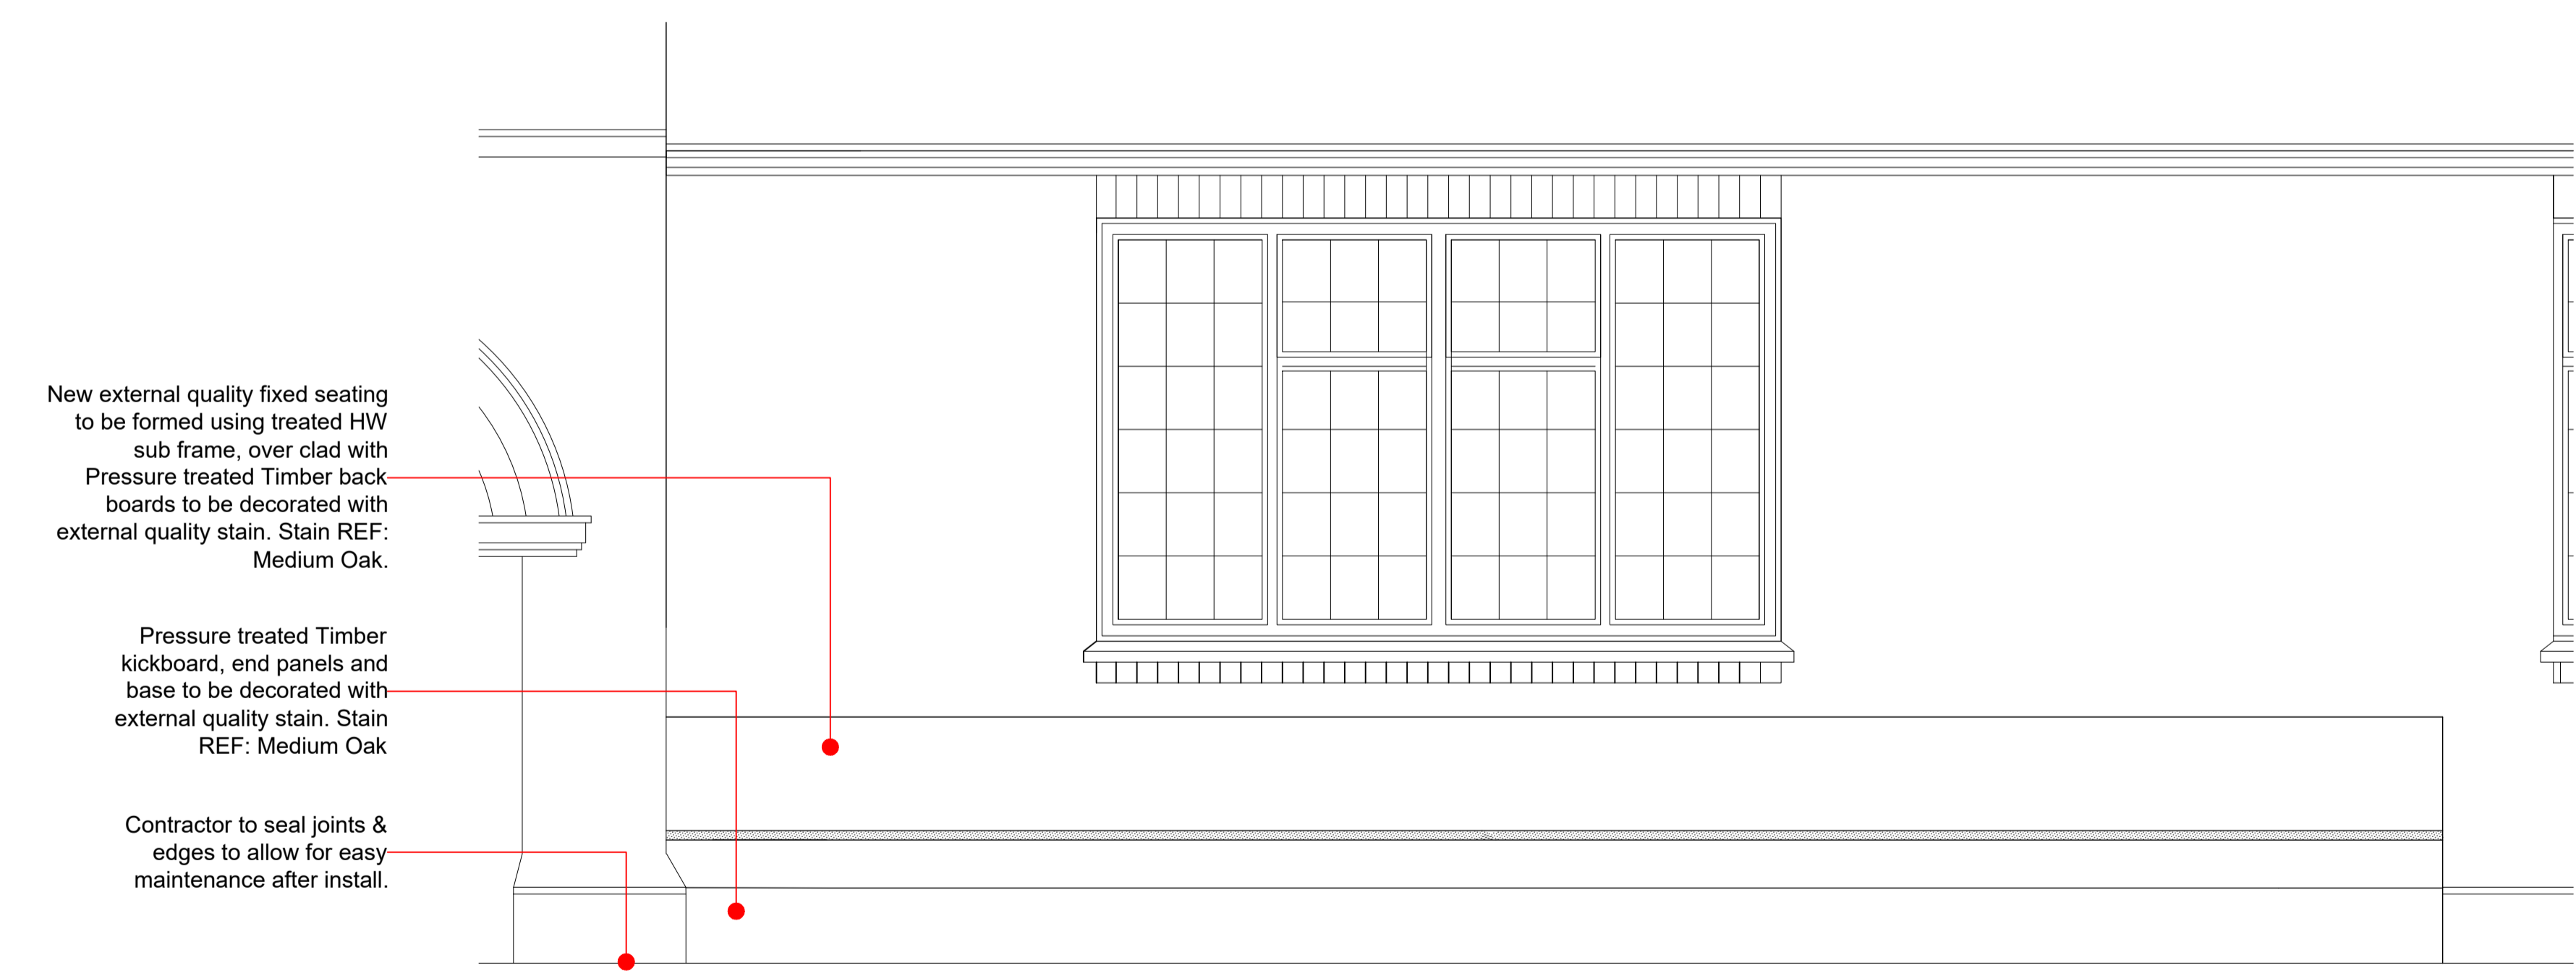 New external quality fixed seating
to be formed using treated HW
sub frame, over clad with
Pressure treated Timber back
boards to be decorated with
external quality stain. Stain REF:
Medium Oak.
Pressure treated Timber
kickboard, end panels and
base to be decorated with
external quality stain. Stain
REF: Medium Oak
Contractor to seal joints &
edges to allow for easy
maintenance after install.